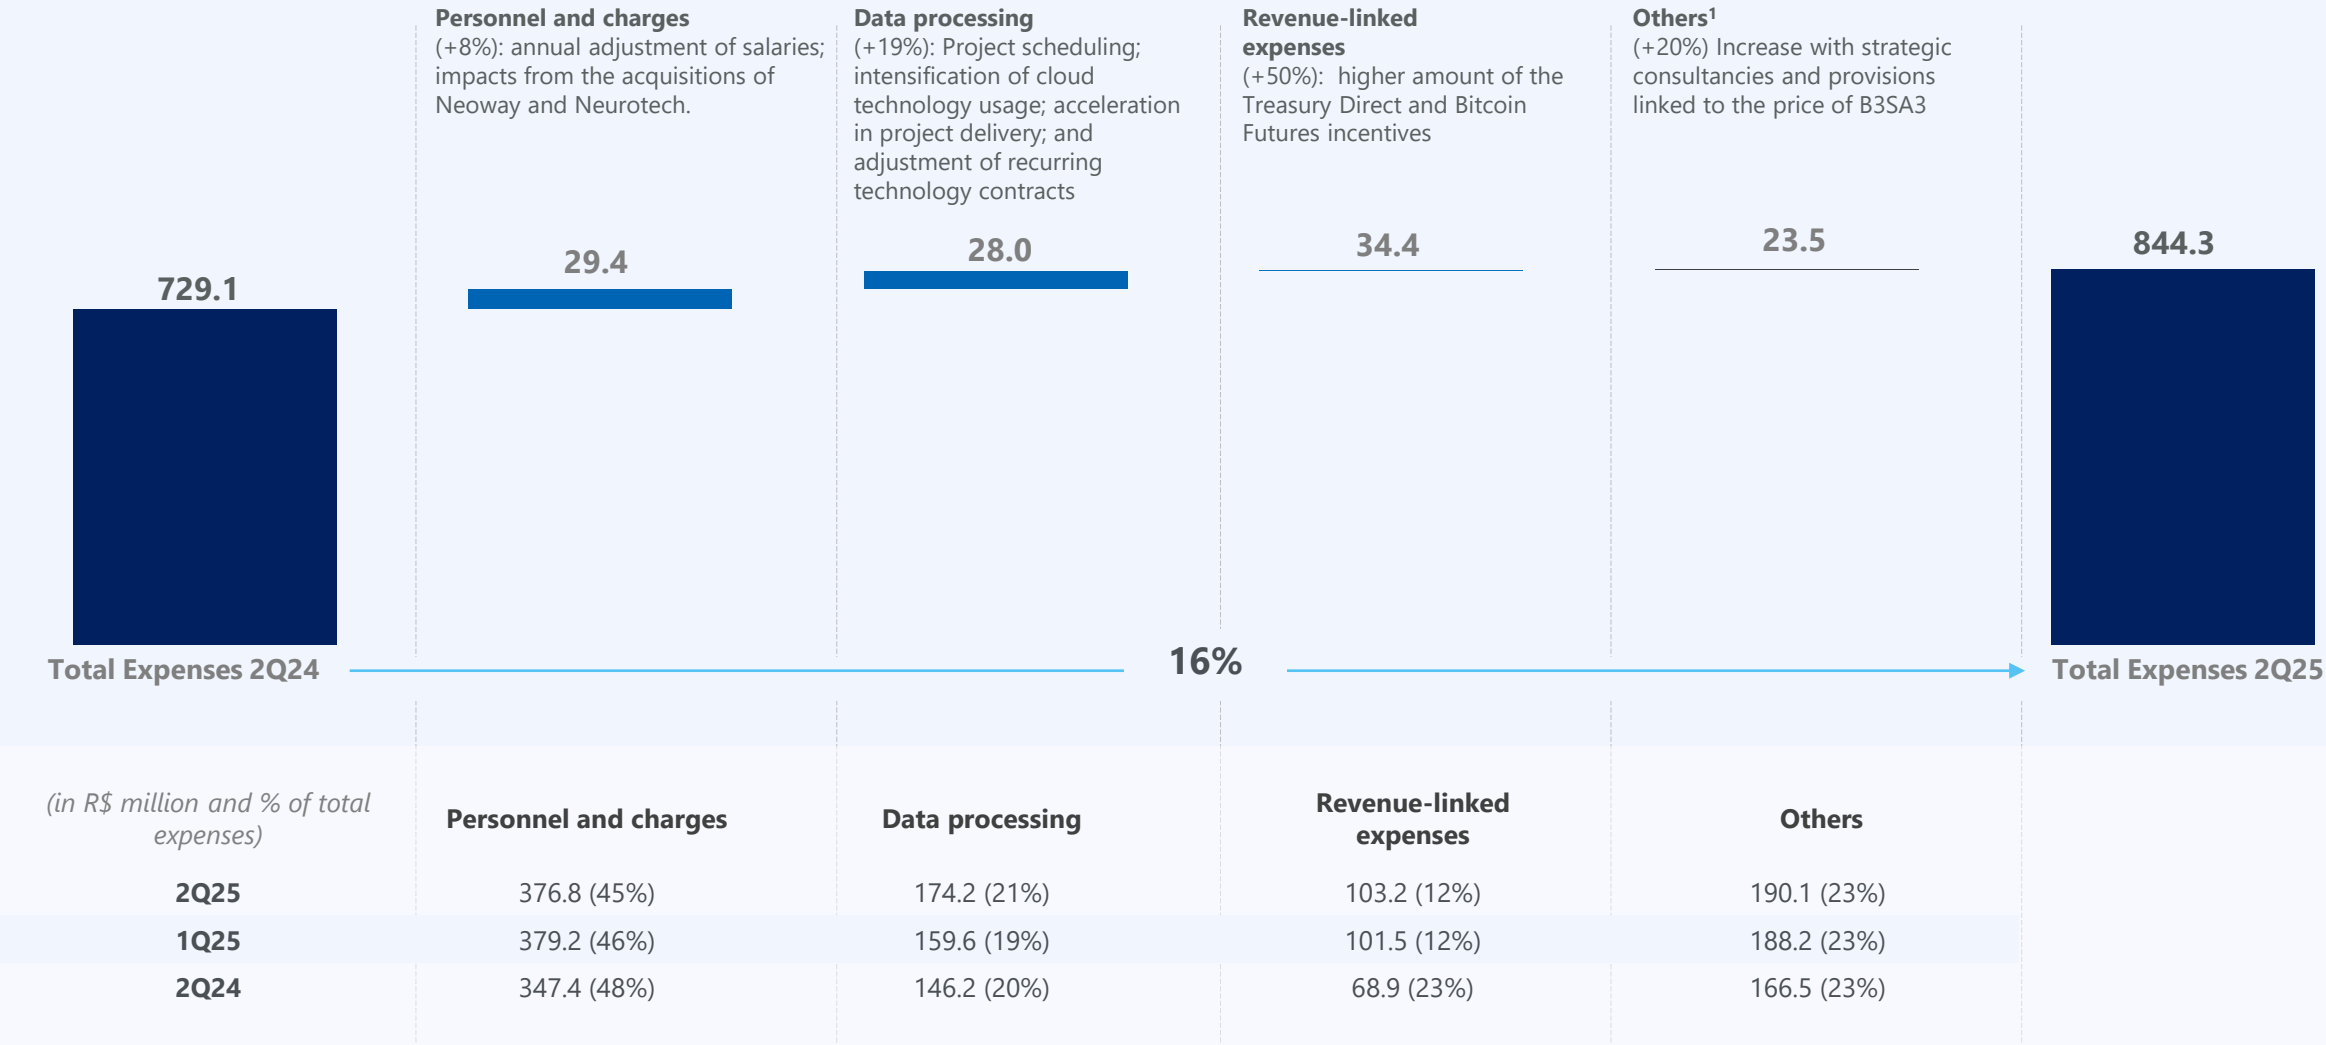 Personnel and charges
(+8%): annual adjustment of salaries;
impacts from the acquisitions of
Neoway and Neurotech.
Data processing
(+19%): Project scheduling;
intensification of cloud
technology usage; acceleration
in project delivery; and
adjustment of recurring
technology contracts
Revenue-linked
expenses
(+50%):  higher amount of the
Treasury Direct and Bitcoin
Futures incentives
Others¹
(+20%) Increase with strategic
consultancies and provisions
linked to the price of B3SA3
729.1
29.4
28.0
34.4
23.5
844.3
Total Expenses 2Q24
16%
Total Expenses 2Q25
(in R$ million and % of total
expenses)
Personnel and charges
Data processing
Revenue-linked
expenses
Others
2Q25 376.8 (45%) 174.2 (21%) 103.2 (12%) 190.1 (23%)
1Q25 379.2 (46%) 159.6 (19%) 101.5 (12%) 188.2 (23%)
2Q24 347.4 (48%) 146.2 (20%) 68.9 (23%) 166.5 (23%)